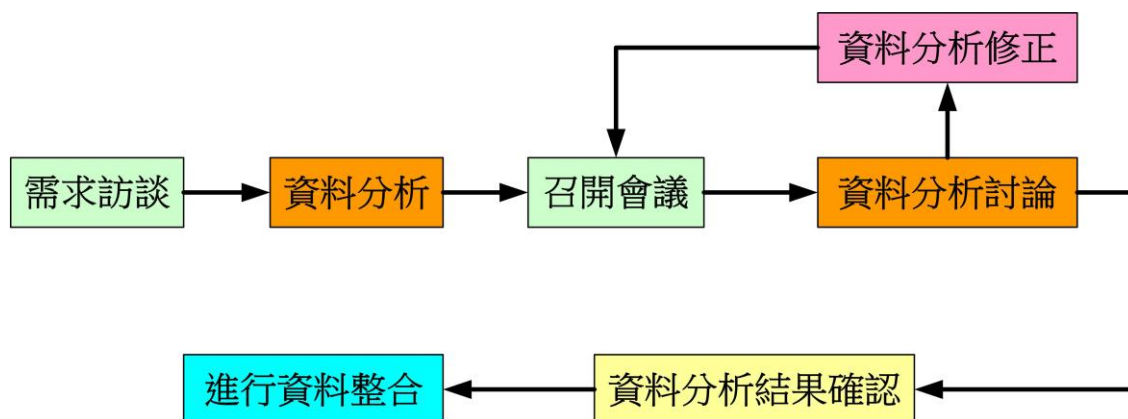 資料分析修正
需求訪談
資料分析
召開會議
資料分析討論
進行資料整合
資料分析結果確認